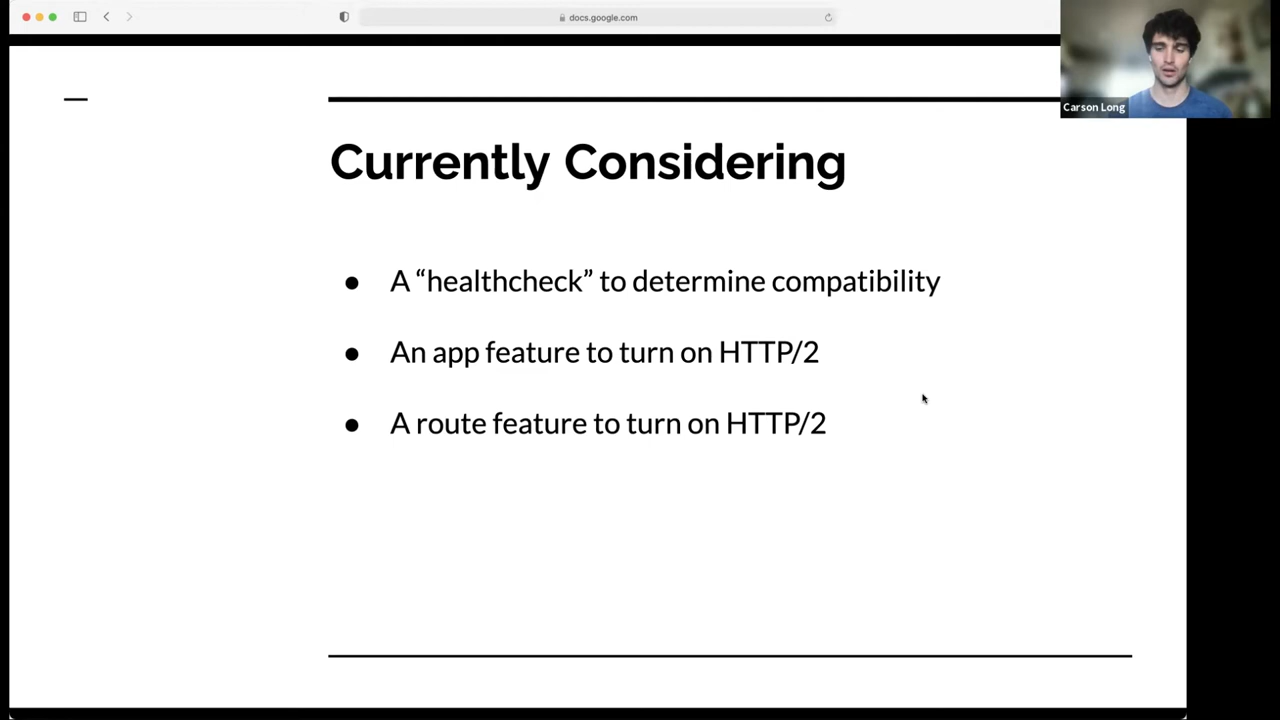 docs.google.com
Carson Long
Currently Considering
● A “healthcheck” to determine compatibility
● An app feature to turn on HTTP/2
● A route feature to turn on HTTP/2